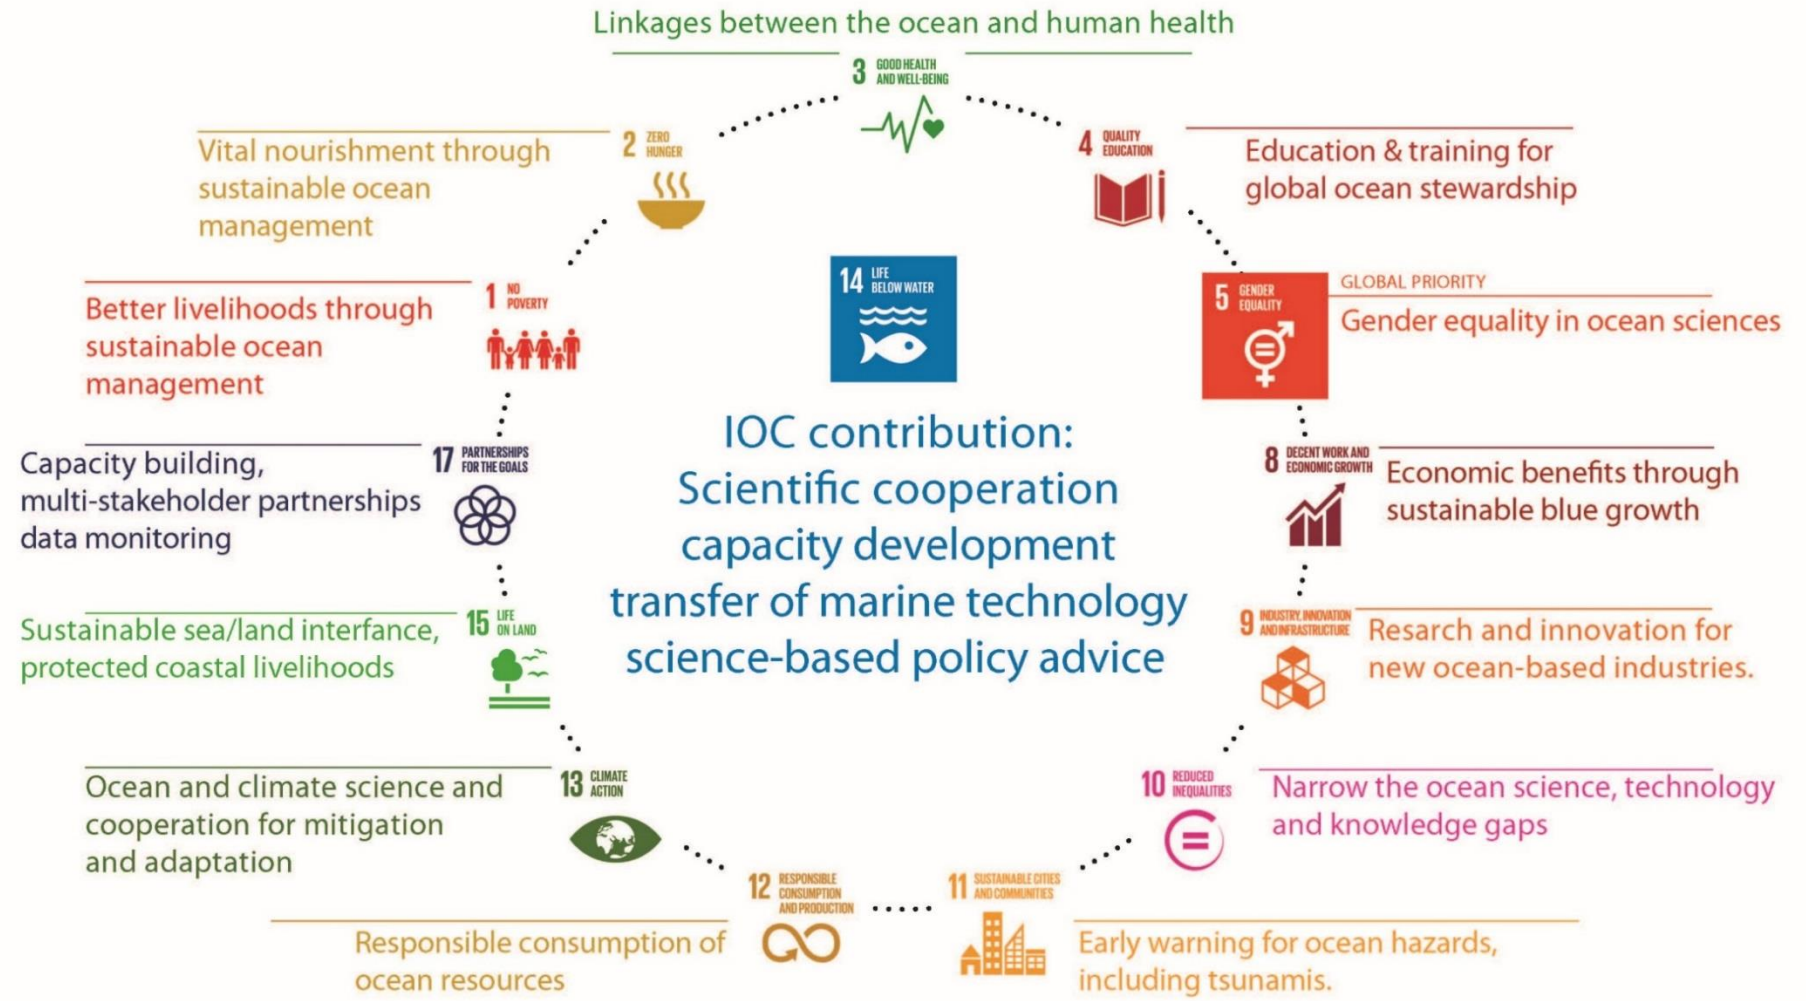 Linkages between the ocean and human health
3 GOOD HEALTH
AND WELL-BEING
2 ZERO
HUNGER
Vital nourishment through
sustainable ocean
management
4 QUALITY
EDUCATION
Education & training for
global ocean stewardship
1 NO
POVERTY
Better livelihoods through
sustainable ocean
management
14 LIFE
BELOW WATER
5 GENDER
EQUALITY
GLOBAL PRIORITY
Gender equality in ocean sciences
IOC contribution:
Scientific cooperation
capacity development
transfer of marine technology
science-based policy advice
17 PARTNERSHIPS
FOR THE GOALS
Capacity building,
multi-stakeholder partnerships
data monitoring
8 DECENT WORK AND
ECONOMIC GROWTH
Economic benefits through
sustainable blue growth
15 LIFE
ON LAND
Sustainable sea/land interfance,
protected coastal livelihoods
9 INDUSTRY, INNOVATION
AND INFRASTRUCTURE
Resarch and innovation for
new ocean-based industries.
13 CLIMATE
ACTION
Ocean and climate science and
cooperation for mitigation
and adaptation
10 REDUCED
INEQUALITIES
Narrow the ocean science, technology
and knowledge gaps
12 RESPONSIBLE
CONSUMPTION
AND PRODUCTION
Responsible consumption of
ocean resources
11 SUSTAINABLE CITIES
AND COMMUNITIES
Early warning for ocean hazards,
including tsunamis.